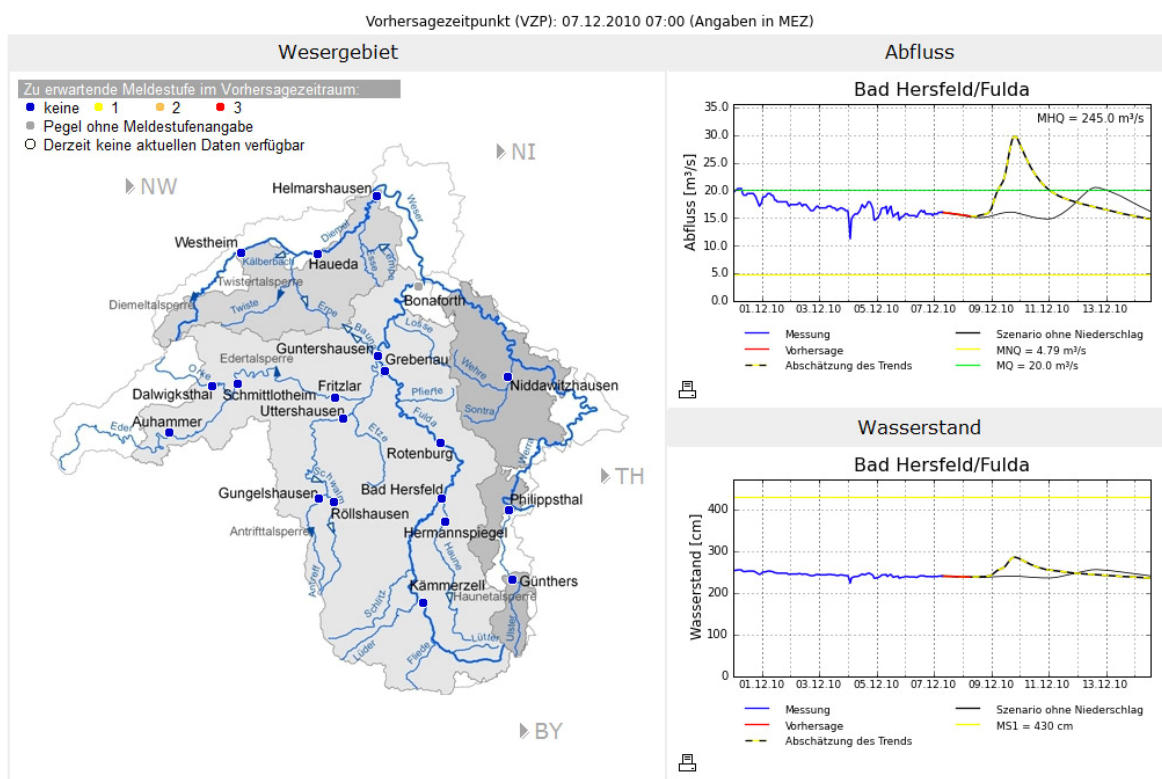 Vorhersagezeitpunkt (VZP): 07.12.2010 07:00 (Angaben in MEZ)
Wesergebiet
Zu erwartende Meldestufe im Vorhersagezeitraum:
keine 1 2 3
Pegel ohne Meldestufenangabe
Derzeit keine aktuellen Daten verfügbar
NI
NW
Helmarshausen
Weser
Diemel
Westheim
Haueda
Kälberbach
Esse
Lempe
Twistertalsperre
Diemeltalsperre
Twiste
Erpe
Bonaforth
Bauna
Losse
Guntershausen
Grebenau
Edertalsperre
Wehre
Orke
Niddawitzhausen
Dalwigksthal
Schmittlotheim
Fritzlar
Pfieffe
Uttershausen
Sontra
Auhammer
Fulda
Eder
Efze
Rotenburg
Werra
TH
Schwalm
Gungelshausen
Bad Hersfeld
Philippsthal
Röllshausen
Antrifttalsperre
Hermannspiegel
Haune
Antreff
Kämmerzell
Günthers
Haunetalsperre
Schlitz
Ulster
Lütter
Lüder
Fliede
BY
Abfluss
Bad Hersfeld/Fulda
MHQ = 245.0 m³/s
Abfluss [m³/s]
35.0
30.0
25.0
20.0
15.0
10.0
5.0
0.0
01.12.10 03.12.10 05.12.10 07.12.10 09.12.10 11.12.10 13.12.10
Messung Szenario ohne Niederschlag
Vorhersage MNQ = 4.79 m³/s
Abschätzung des Trends MQ = 20.0 m³/s
Wasserstand
Bad Hersfeld/Fulda
Wasserstand [cm]
400
300
200
100
0
01.12.10 03.12.10 05.12.10 07.12.10 09.12.10 11.12.10 13.12.10
Messung Szenario ohne Niederschlag
Vorhersage MS1 = 430 cm
Abschätzung des Trends